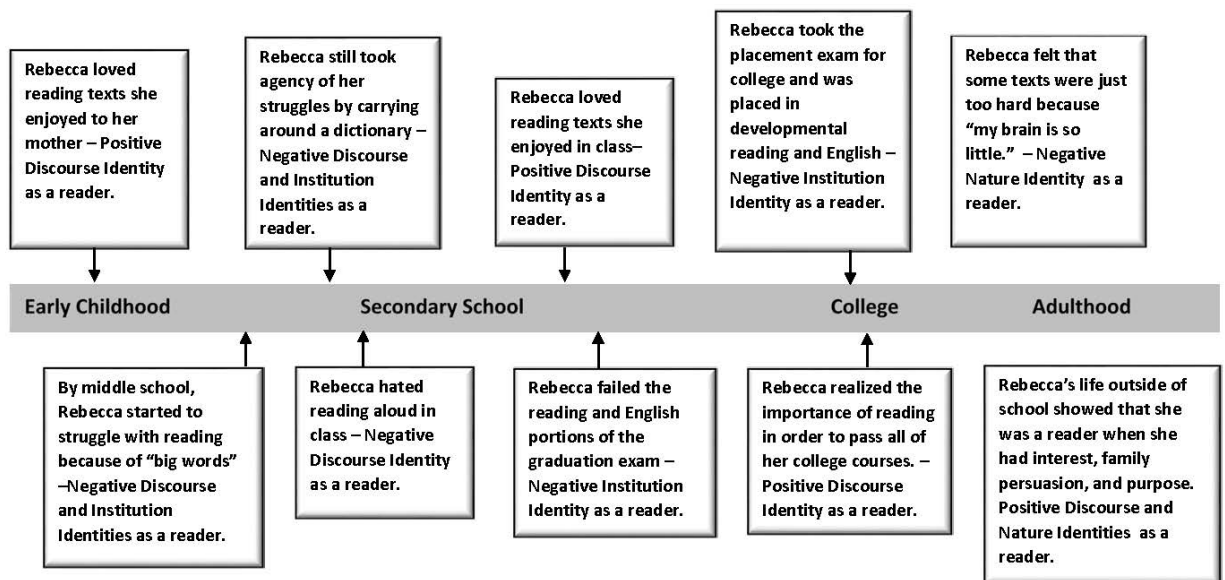 Rebecca loved
reading texts she
enjoyed to her
mother – Positive
Discourse Identity
as a reader.
Rebecca still took
agency of her
struggles by carrying
around a dictionary –
Negative Discourse
and Institution
Identities as a
reader.
Rebecca loved
reading texts she
enjoyed in class–
Positive Discourse
Identity as a
reader.
Rebecca took the
placement exam for
college and was
placed in
developmental
reading and English –
Negative Institution
Identity as a reader.
Rebecca felt that
some texts were just
too hard because
“my brain is so
little.” – Negative
Nature Identity as a
reader.
Early Childhood
Secondary School
College
Adulthood
By middle school,
Rebecca started to
struggle with reading
because of “big words”
–Negative Discourse
and Institution
Identities as a reader.
Rebecca hated
reading aloud in
class – Negative
Discourse Identity
as a reader.
Rebecca failed the
reading and English
portions of the
graduation exam –
Negative Institution
Identity as a reader.
Rebecca realized the
importance of reading
in order to pass all of
her college courses. –
Positive Discourse
Identity as a reader.
Rebecca’s life outside of
school showed that she
was a reader when she
had interest, family
persuasion, and purpose.
Positive Discourse and
Nature Identities as a
reader.